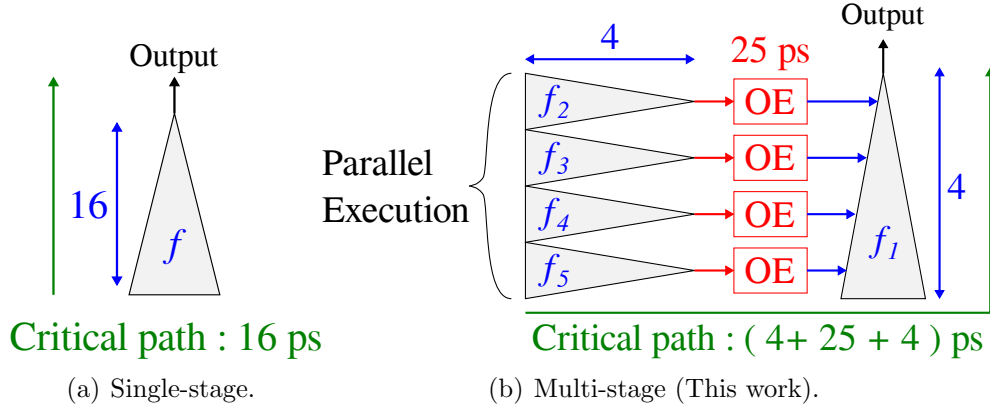 Output
16
f
Critical path : 16 ps
(a) Single-stage.
4
25 ps
Output
Parallel
Execution
f2
OE
f3
OE
f4
OE
f5
OE
f1
4
Critical path : ( 4+ 25 + 4 ) ps
(b) Multi-stage (This work).